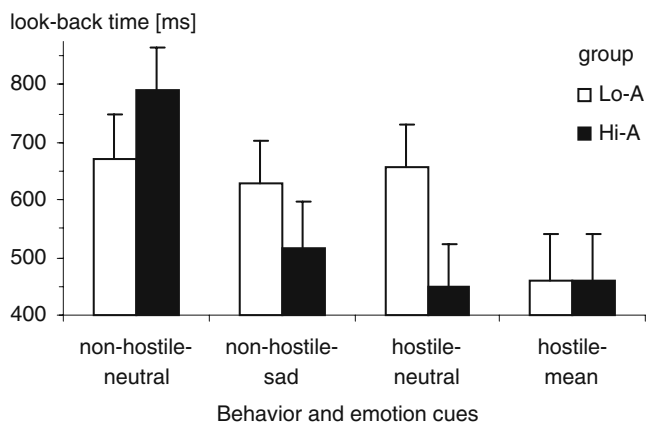 look-back time [ms]
group
Lo-A
Hi-A
800
700
600
500
400
non-hostile-
neutral
non-hostile-
sad
hostile-
neutral
hostile-
mean
Behavior and emotion cues